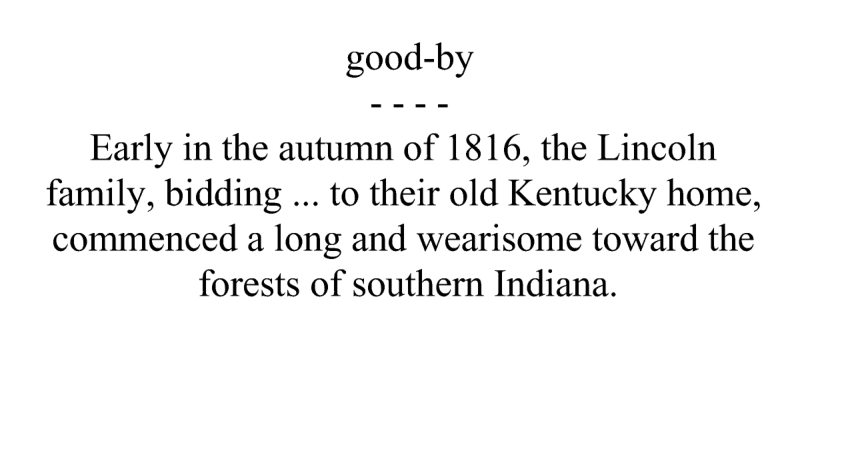 good-by
- - - -
Early in the autumn of 1816, the Lincoln
family, bidding ... to their old Kentucky home,
commenced a long and wearisome toward the
forests of southern Indiana.